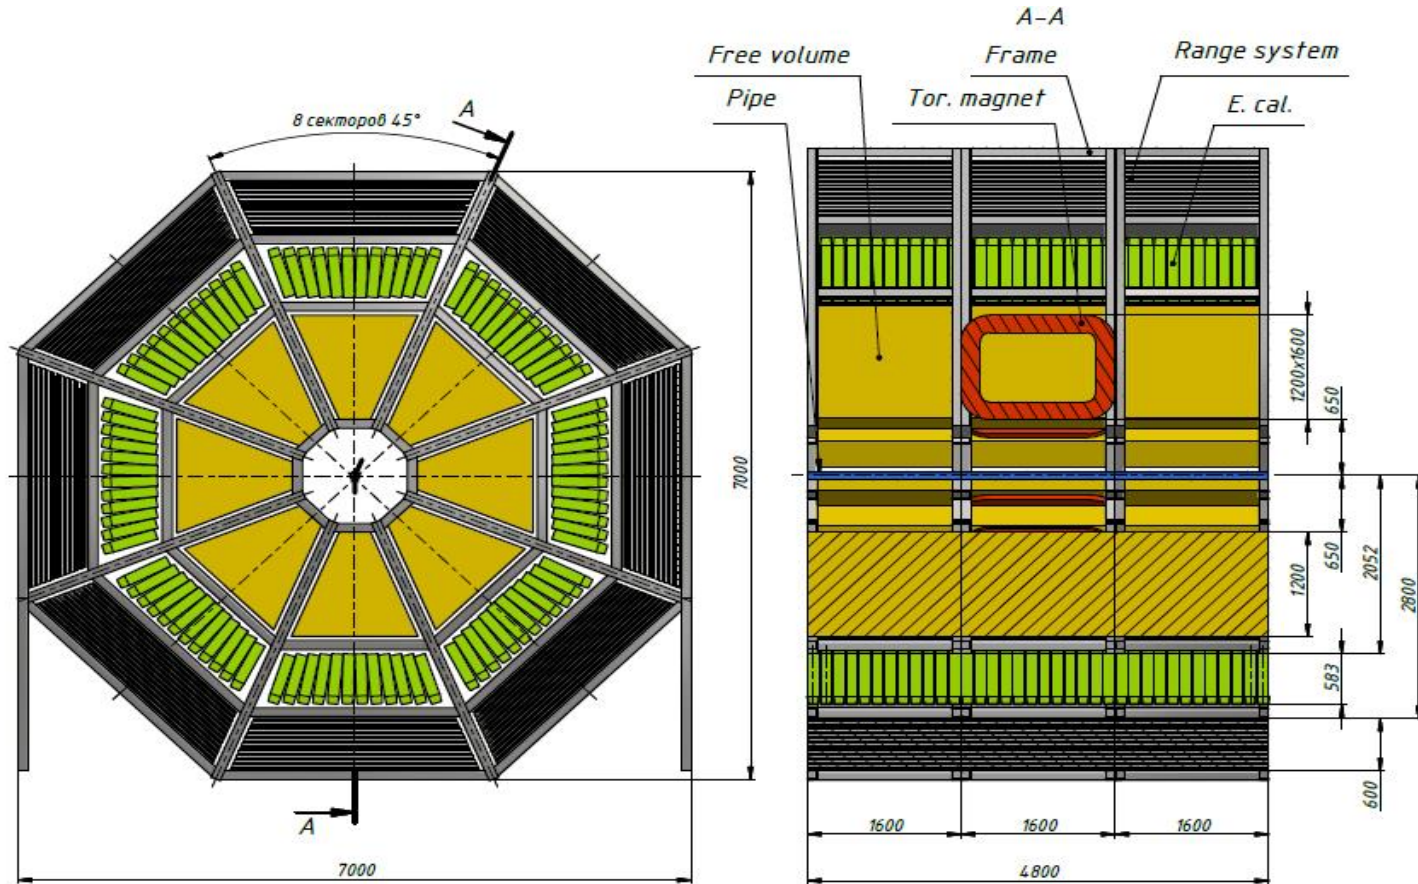 A–A
Free volume
Frame
Range system
Pipe
Tor. magnet
E. cal.
8 секторов 45°
A
7000
1200x1600
650
650
2052
1200
2800
583
600
A
1600
1600
1600
7000
4800